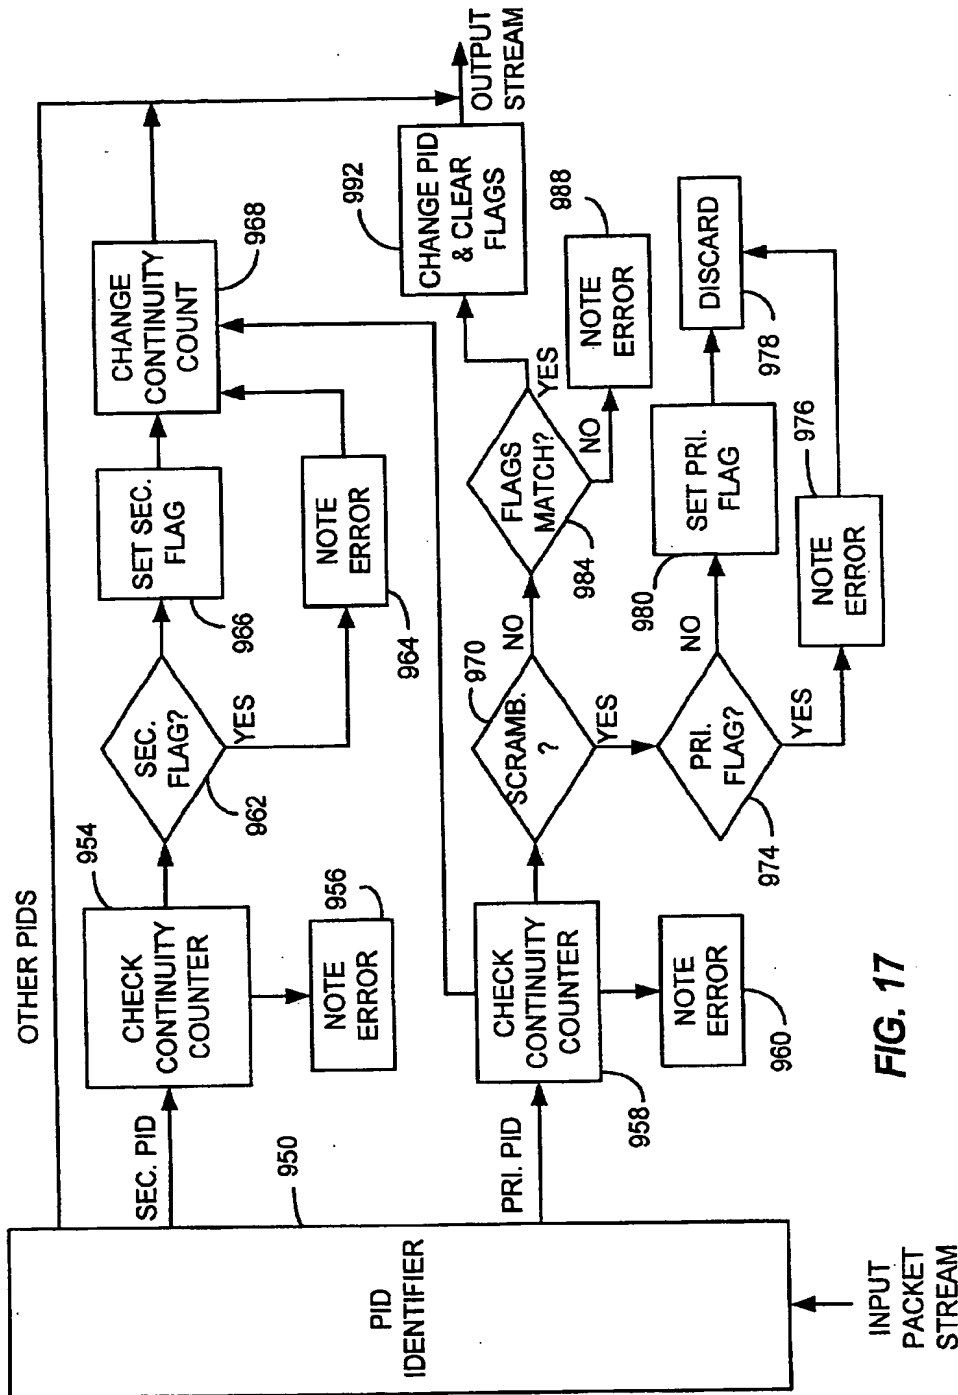 OTHER PIDS
SEC. PID
954
CHECK
CONTINUITY
COUNTER
956
NOTE
ERROR
SEC.
FLAG?
962
YES
SET SEC.
FLAG
966
NOTE
ERROR
964
CHANGE
CONTINUITY
COUNT
968
950
PID
IDENTIFIER
INPUT
PACKET
STREAM
PRI. PID
CHECK
CONTINUITY
COUNTER
958
NOTE
ERROR
960
SCRAMB.
?
970
NO
YES
FLAGS
MATCH?
984
YES
NO
992
CHANGE PID
& CLEAR
FLAGS
OUTPUT
STREAM
NOTE
ERROR
988
PRI.
FLAG?
974
NO
YES
SET PRI.
FLAG
980
DISCARD
978
NOTE
ERROR
976
FIG. 17